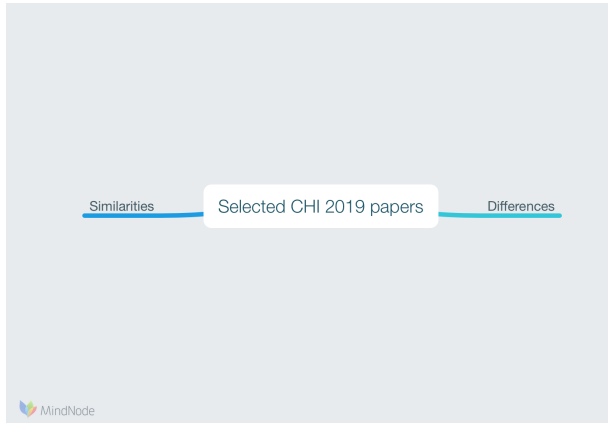 Similarities
Selected CHI 2019 papers
Differences
MindNode